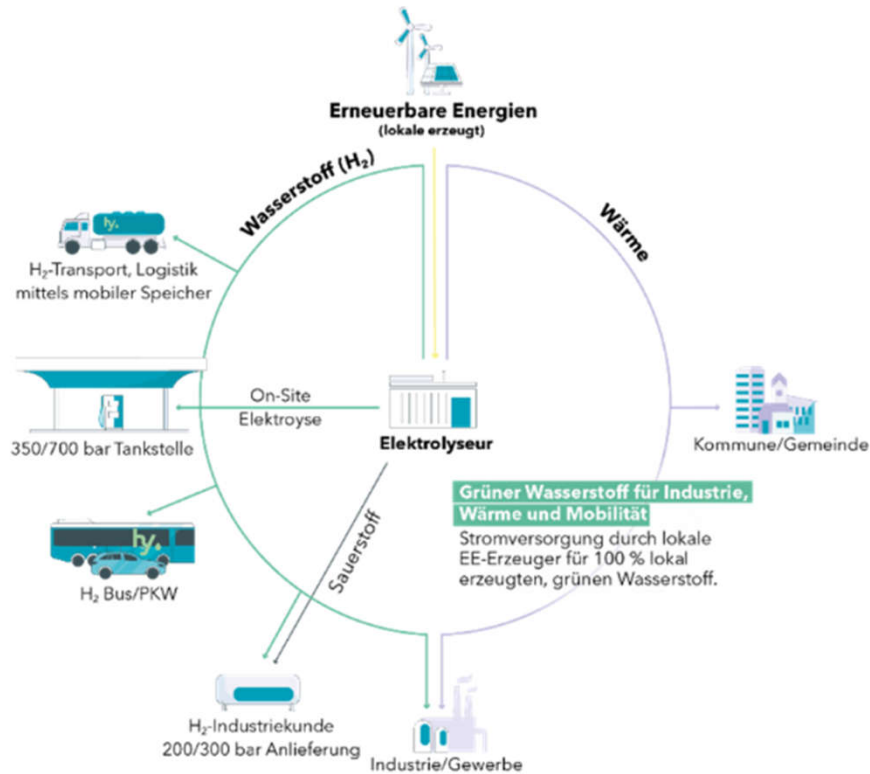 Erneuerbare Energien
(lokale erzeugt)
Wasserstoff (H₂)
Wärme
hy.
H₂-Transport, Logistik
mittels mobiler Speicher
On-Site
Elektroyse
350/700 bar Tankstelle
Elektrolyseur
Kommune/Gemeinde
Grüner Wasserstoff für Industrie,
Wärme und Mobilität
Stromversorgung durch lokale
EE-Erzeuger für 100 % lokal
erzeugten, grünen Wasserstoff.
hy.
H₂ Bus/PKW
Sauerstoff
H₂-Industriekunde
200/300 bar Anlieferung
Industrie/Gewerbe